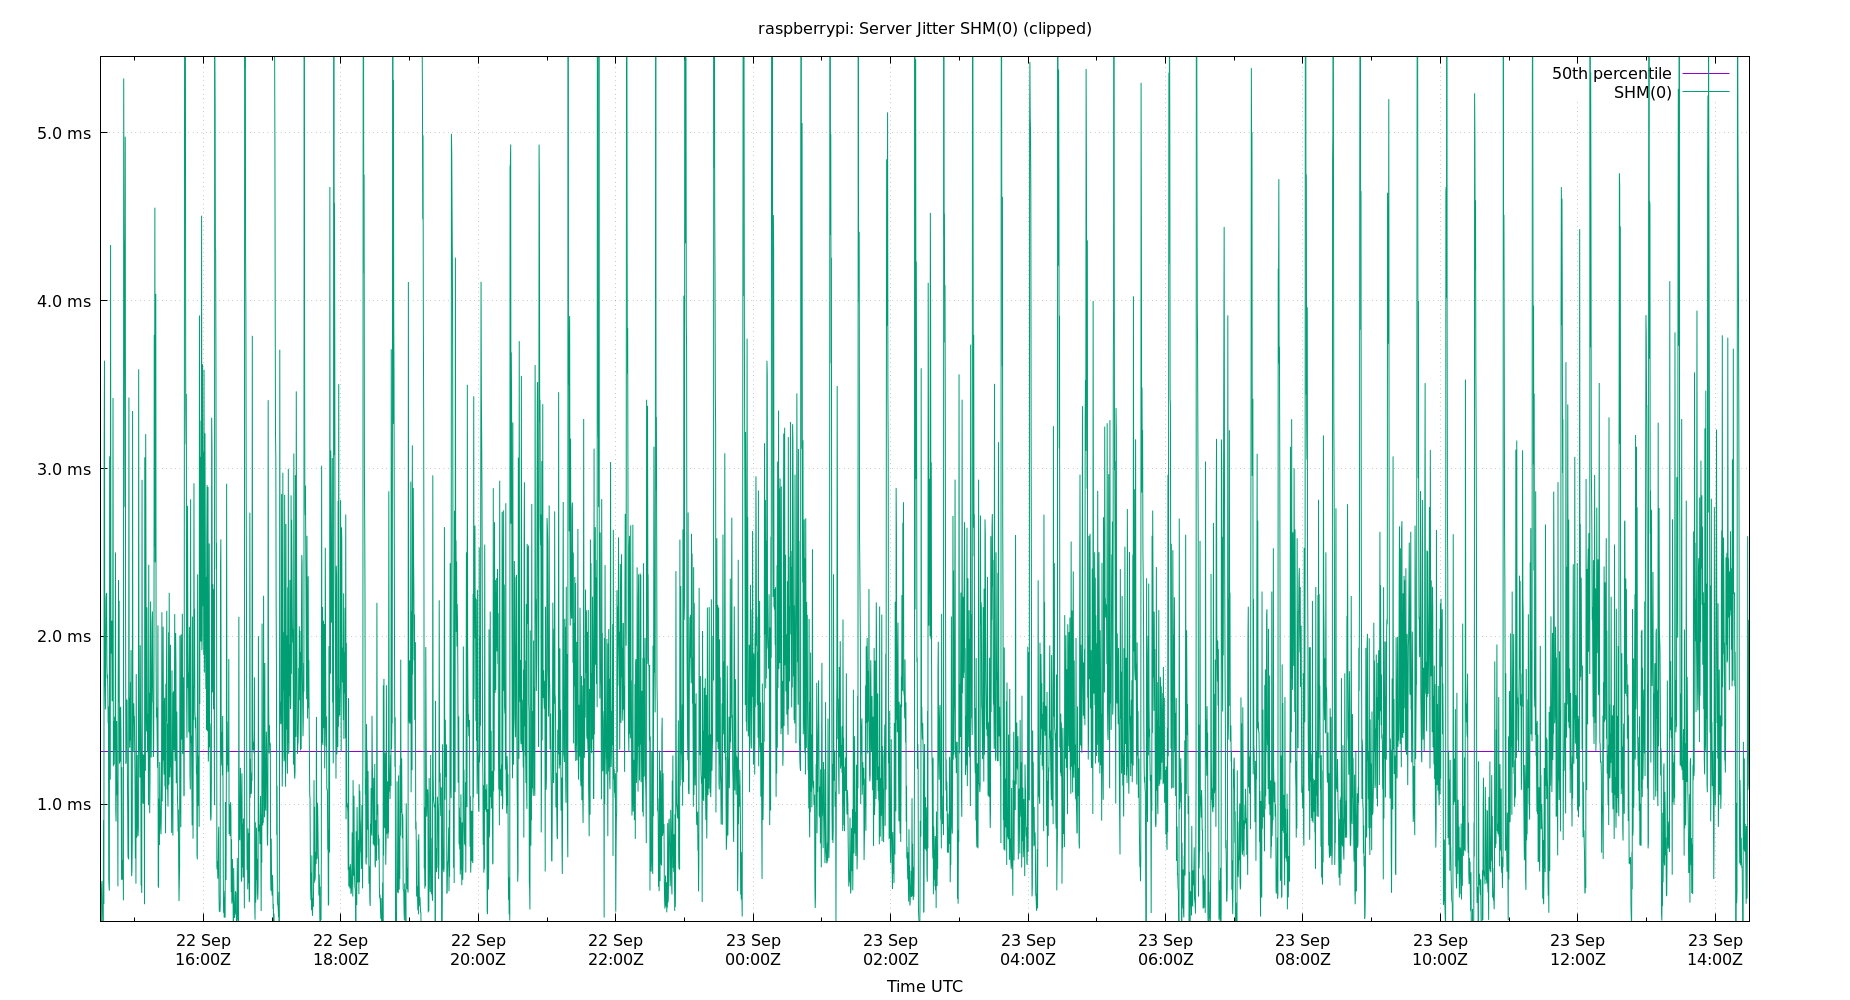 raspberrypi: Server Jitter SHM(0) (clipped)
50th percentile
SHM(0)
5.0 ms
4.0 ms
3.0 ms
2.0 ms
1.0 ms
22 Sep 22 Sep 22 Sep 22 Sep 23 Sep 23 Sep 23 Sep 23 Sep 23 Sep 23 Sep 23 Sep 23 Sep
16:00Z 18:00Z 20:00Z 22:00Z 00:00Z 02:00Z 04:00Z 06:00Z 08:00Z 10:00Z 12:00Z 14:00Z
Time UTC